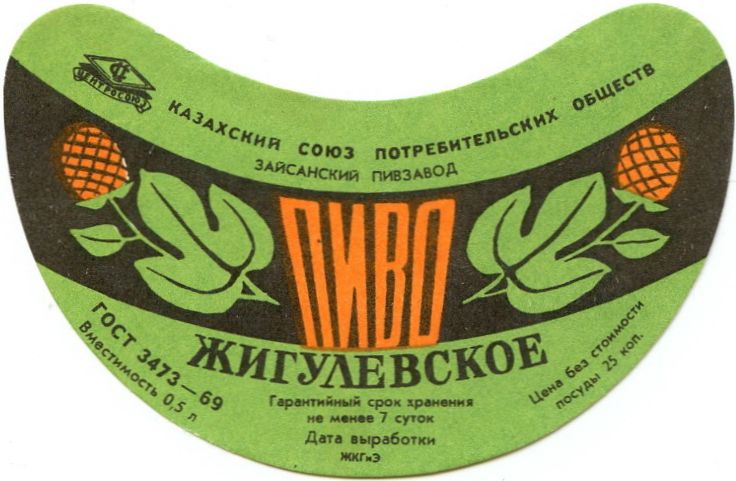 ЦЕНТРОСОЮЗ
КАЗАХСКИЙ СОЮЗ ПОТРЕБИТЕЛЬСКИХ ОБЩЕСТВ
ЗАЙСАНСКИЙ ПИВЗАВОД
ПИВО
ЖИГУЛЕВСКОЕ
ГОСТ 3473—69
Вместимость 0,5 л
Гарантийный срок хранения
не менее 7 суток
Дата выработки
ЖКГиЭ
Цена без стоимости
посуды 25 коп.